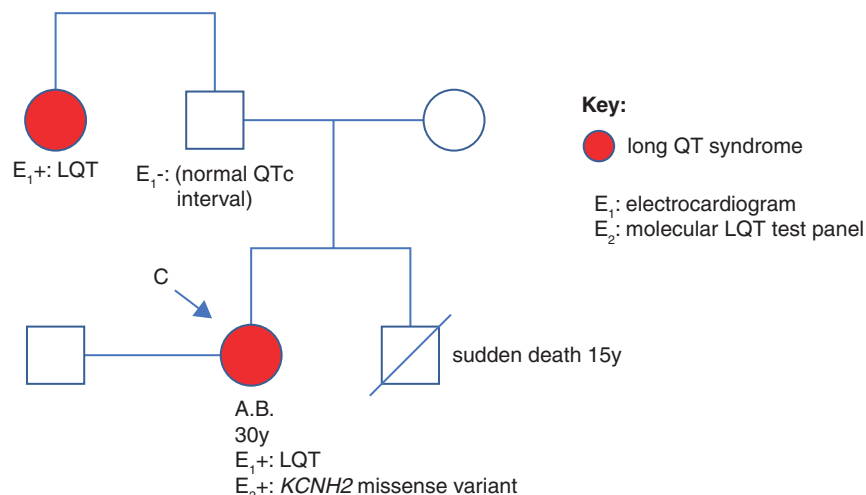 E₁+: LQT
E₁-: (normal QTc
interval)
Key:
long QT syndrome
E₁: electrocardiogram
E₂: molecular LQT test panel
C
sudden death 15y
A.B.
30y
E₁+: LQT
E₂+: KCNH2 missense variant